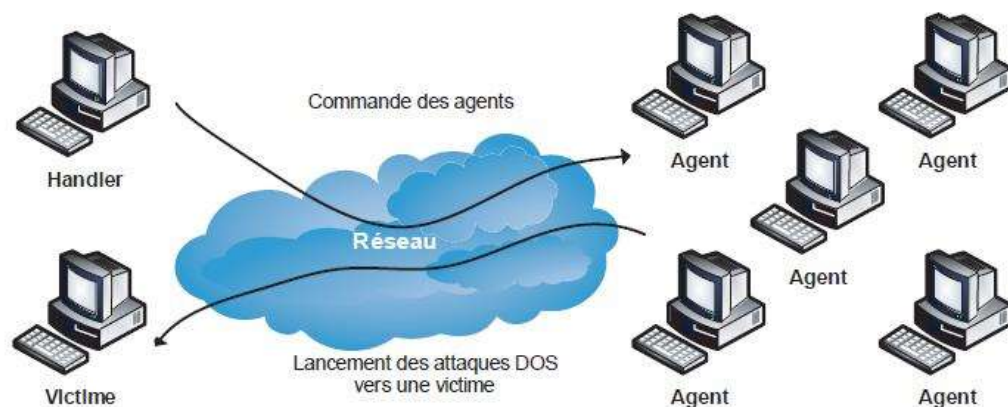 Commande des agents
Handler
Agent
Agent
Réseau
Agent
Victime
Lancement des attaques DOS
vers une victime
Agent
Agent